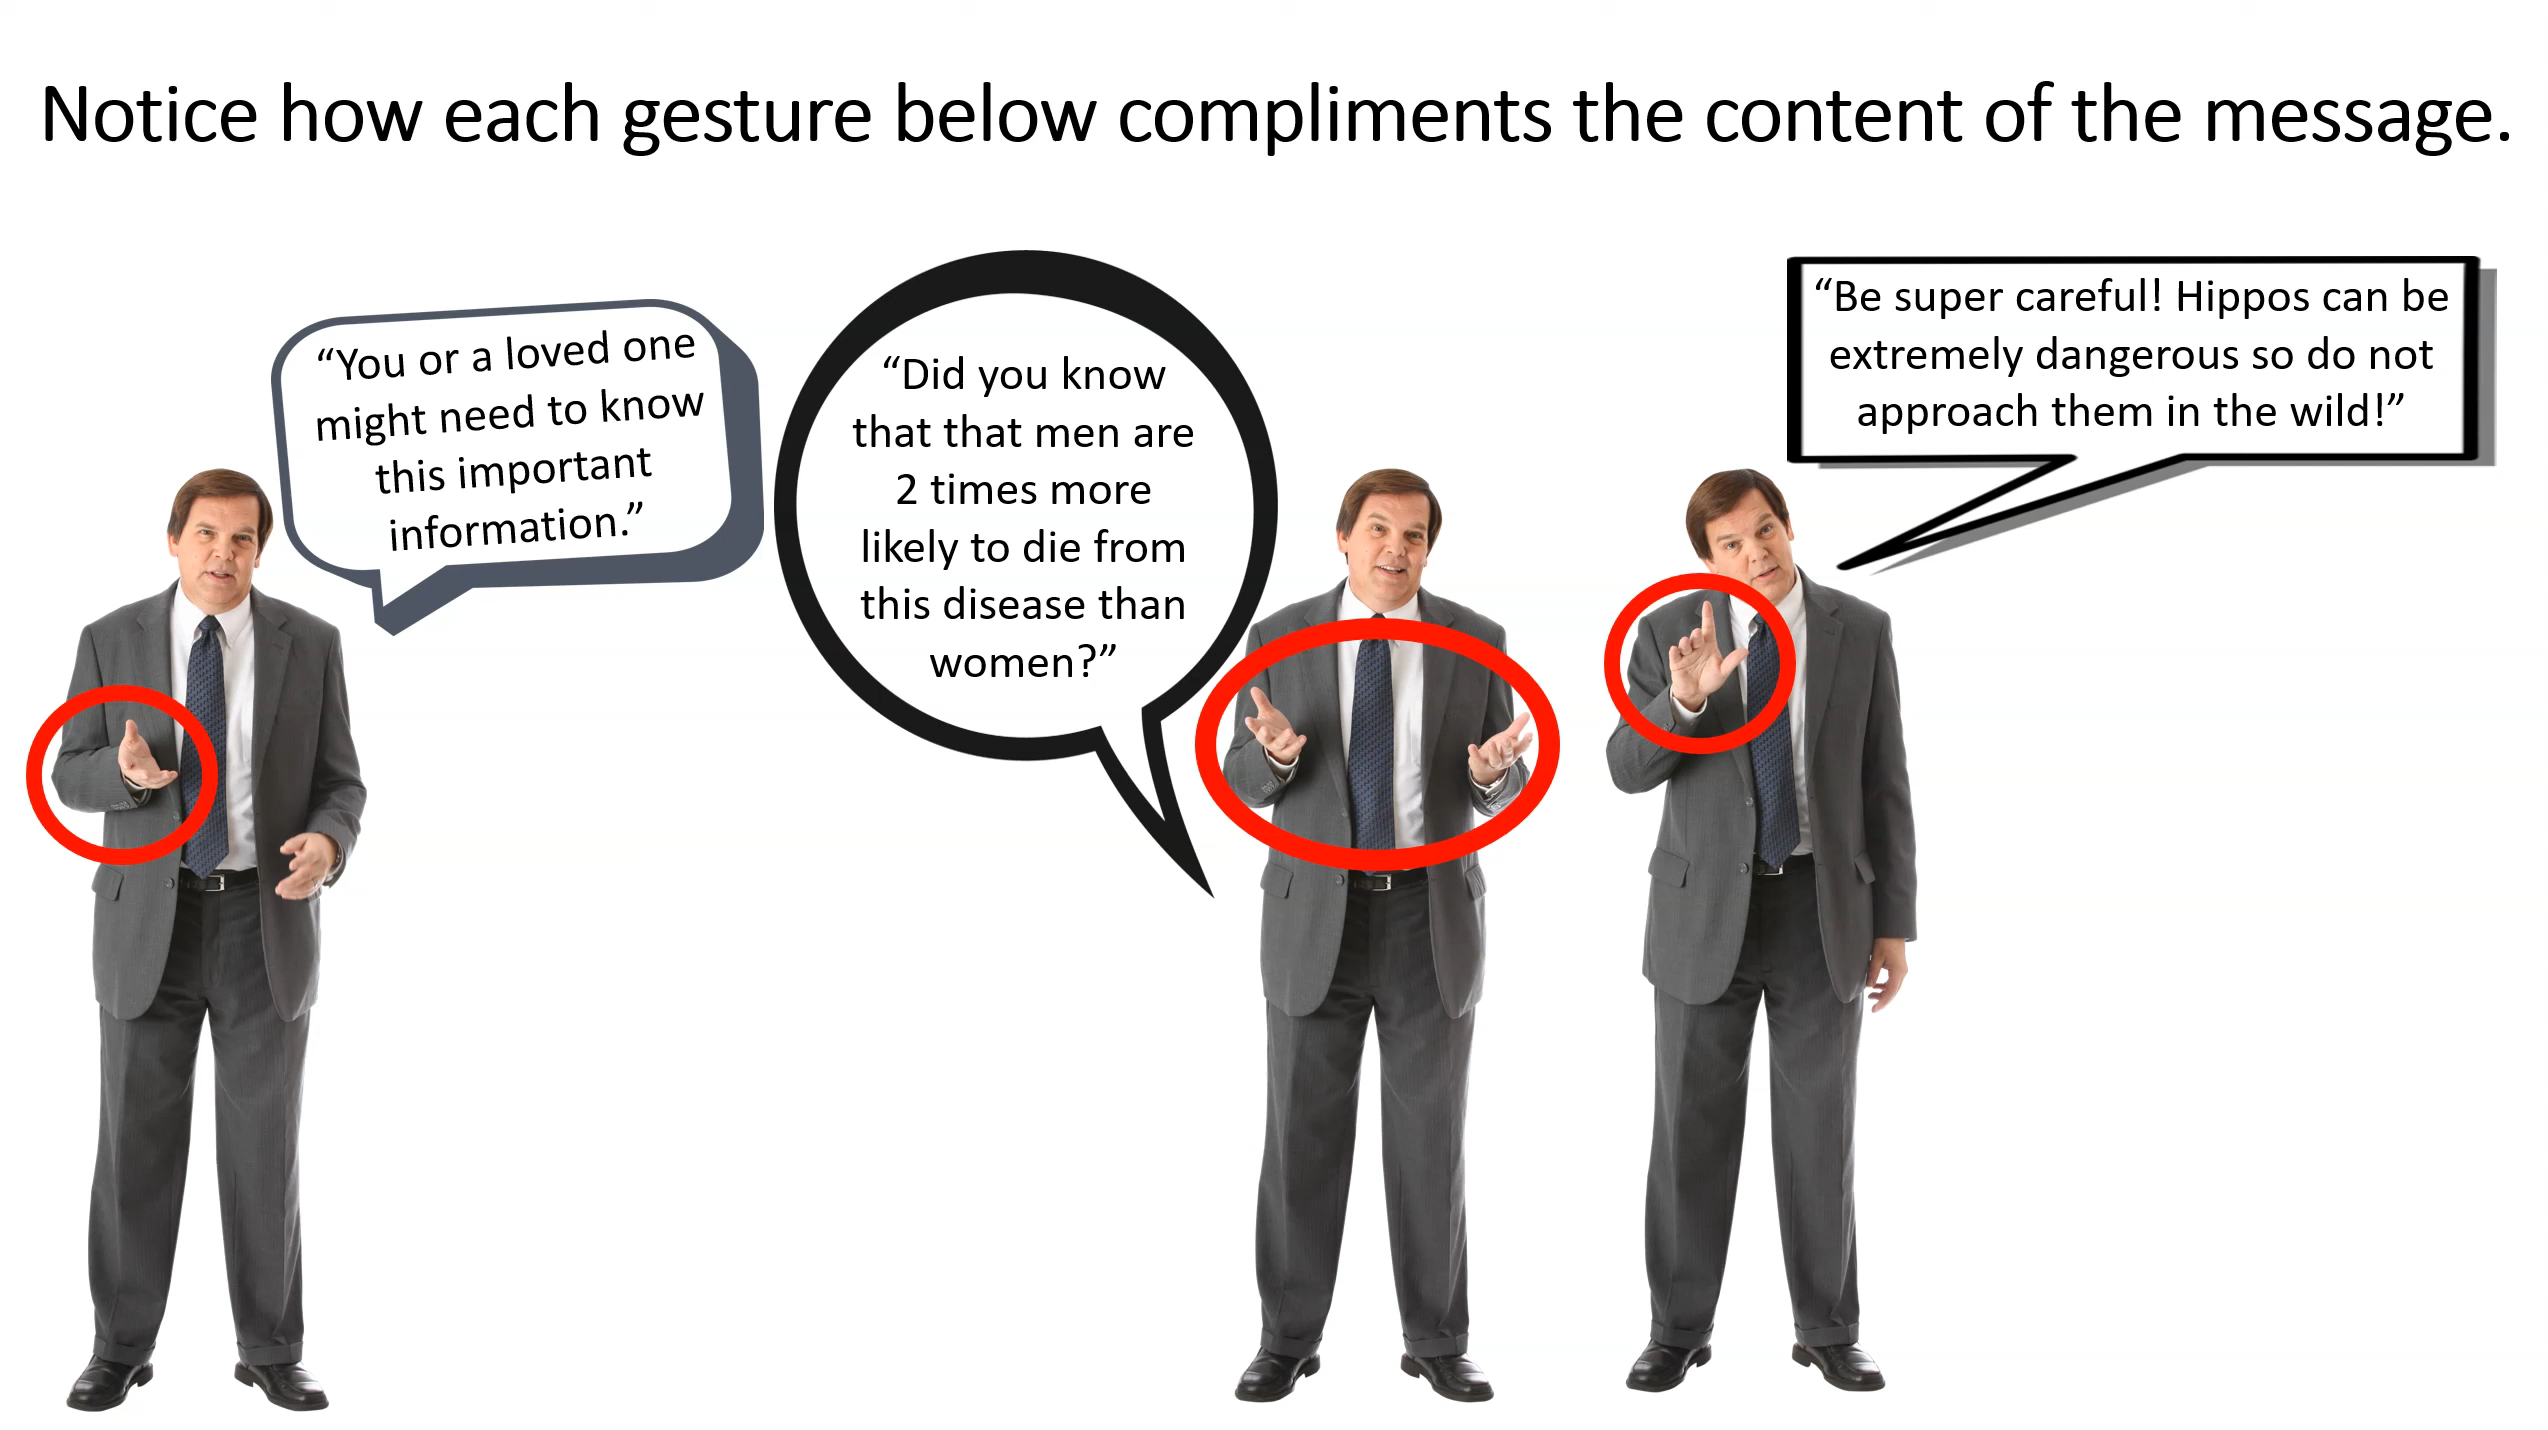 Notice how each gesture below compliments the content of the message.
“You or a loved one
might need to know
this important
information.”
“Did you know
that that men are
2 times more
likely to die from
this disease than
women?”
“Be super careful! Hippos can be
extremely dangerous so do not
approach them in the wild!”